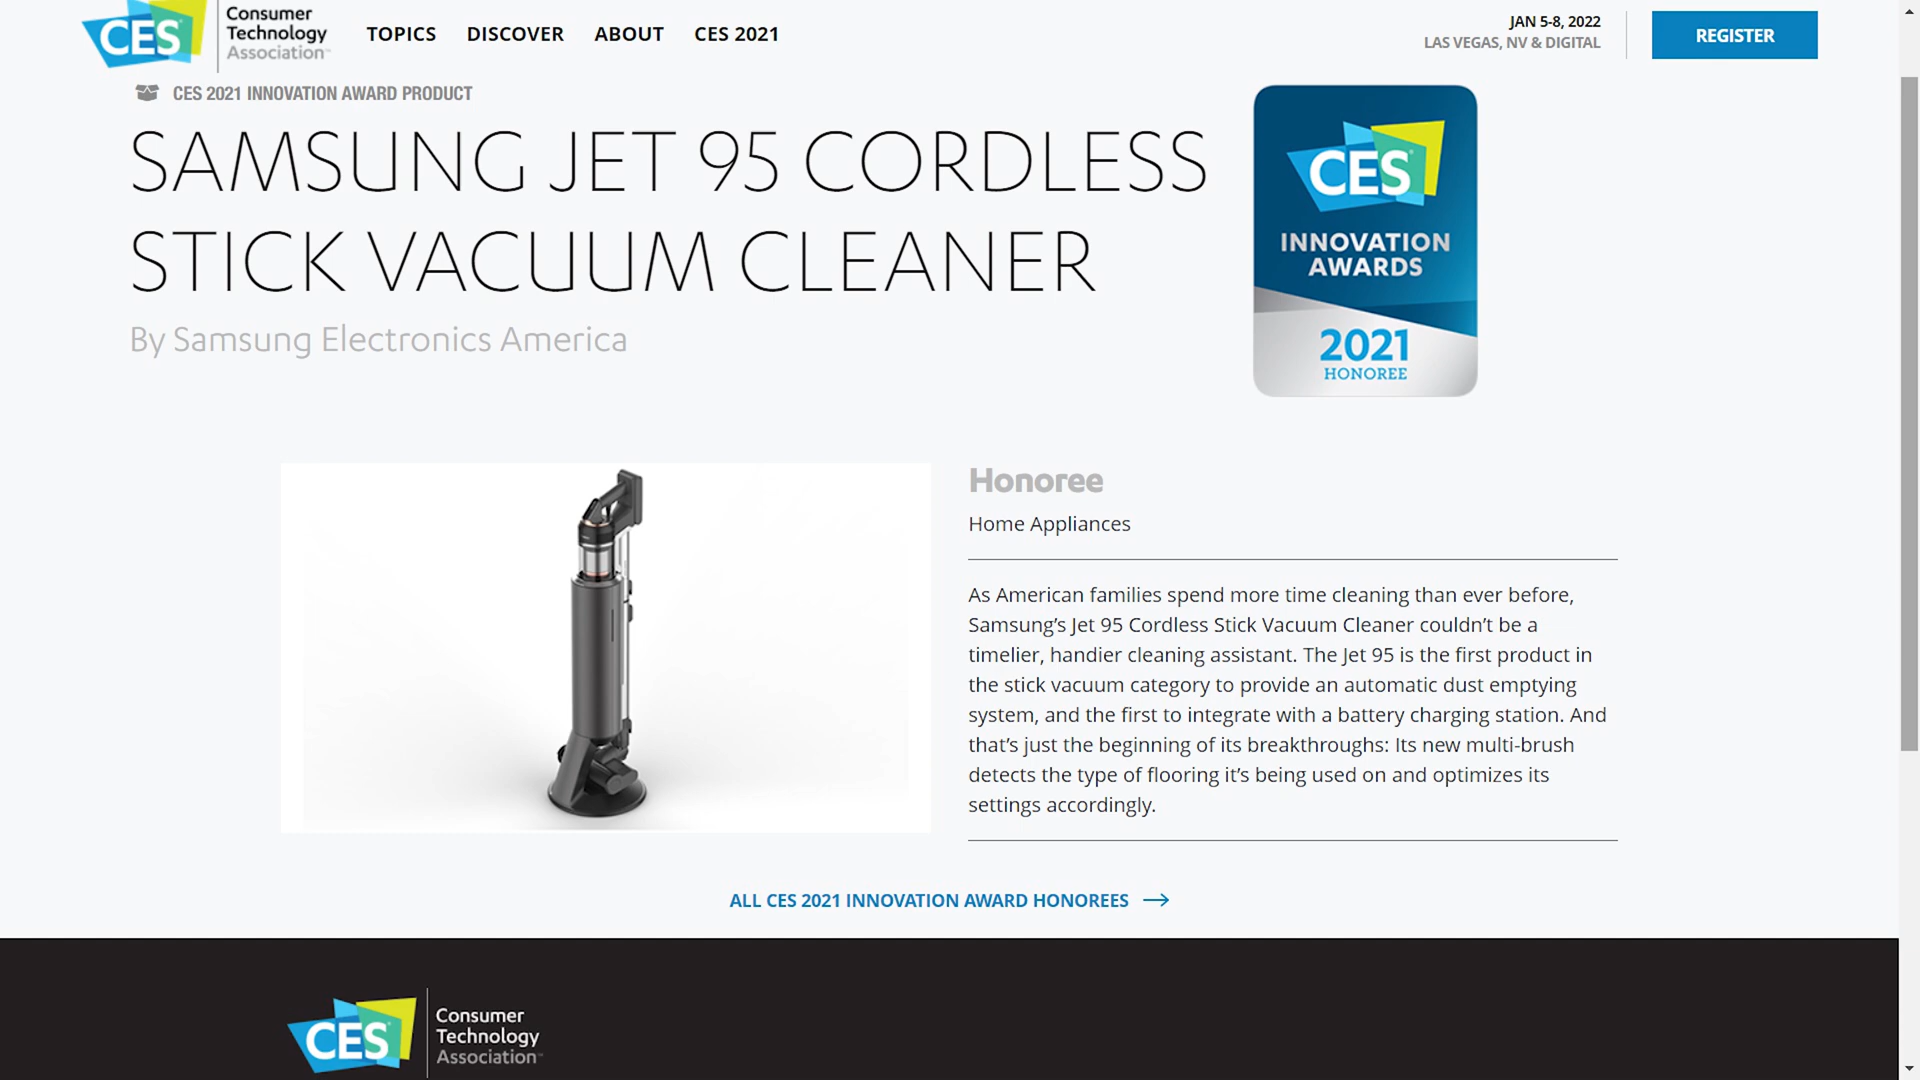 CES
Consumer
Technology
Association™
TOPICS DISCOVER ABOUT CES 2021
JAN 5-8, 2022
LAS VEGAS, NV & DIGITAL
REGISTER
CES 2021 INNOVATION AWARD PRODUCT
SAMSUNG JET 95 CORDLESS
STICK VACUUM CLEANER
By Samsung Electronics America
CES
INNOVATION
AWARDS
2021
HONOREE
Honoree
Home Appliances
As American families spend more time cleaning than ever before,
Samsung’s Jet 95 Cordless Stick Vacuum Cleaner couldn’t be a
timelier, handier cleaning assistant. The Jet 95 is the first product in
the stick vacuum category to provide an automatic dust emptying
system, and the first to integrate with a battery charging station. And
that’s just the beginning of its breakthroughs: Its new multi-brush
detects the type of flooring it’s being used on and optimizes its
settings accordingly.
ALL CES 2021 INNOVATION AWARD HONOREES
CES
Consumer
Technology
Association™